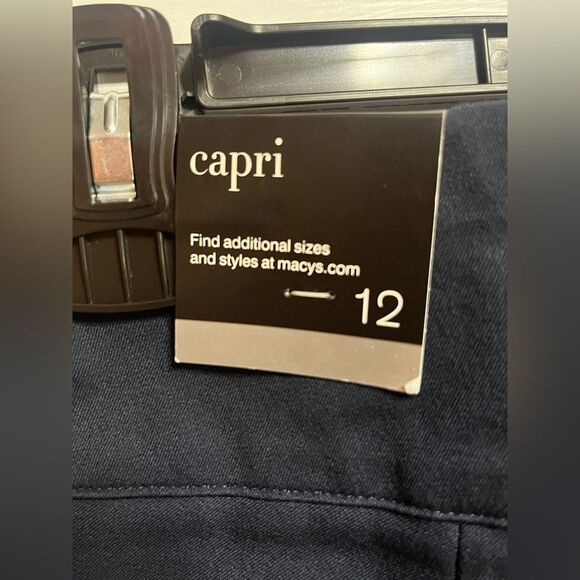 capri
Find additional sizes
and styles at macys.com
12